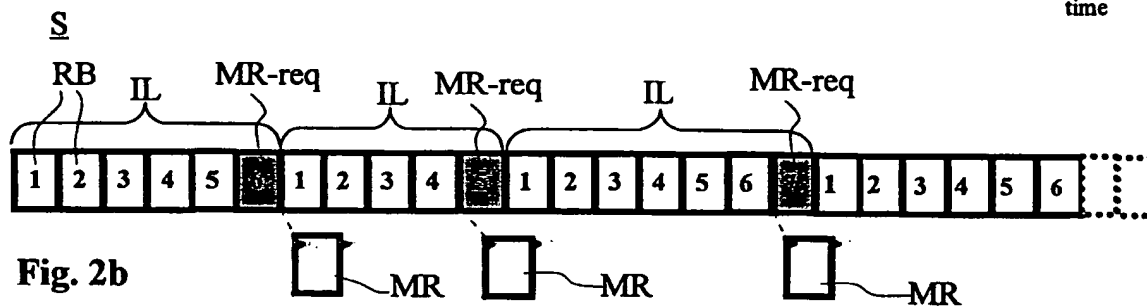 time
S
RB IL MR-req IL MR-req IL MR-req
1 2 3 4 5 1 2 3 4 1 2 3 4 5 6 1 2 3 4 5 6
Fig. 2b MR MR MR